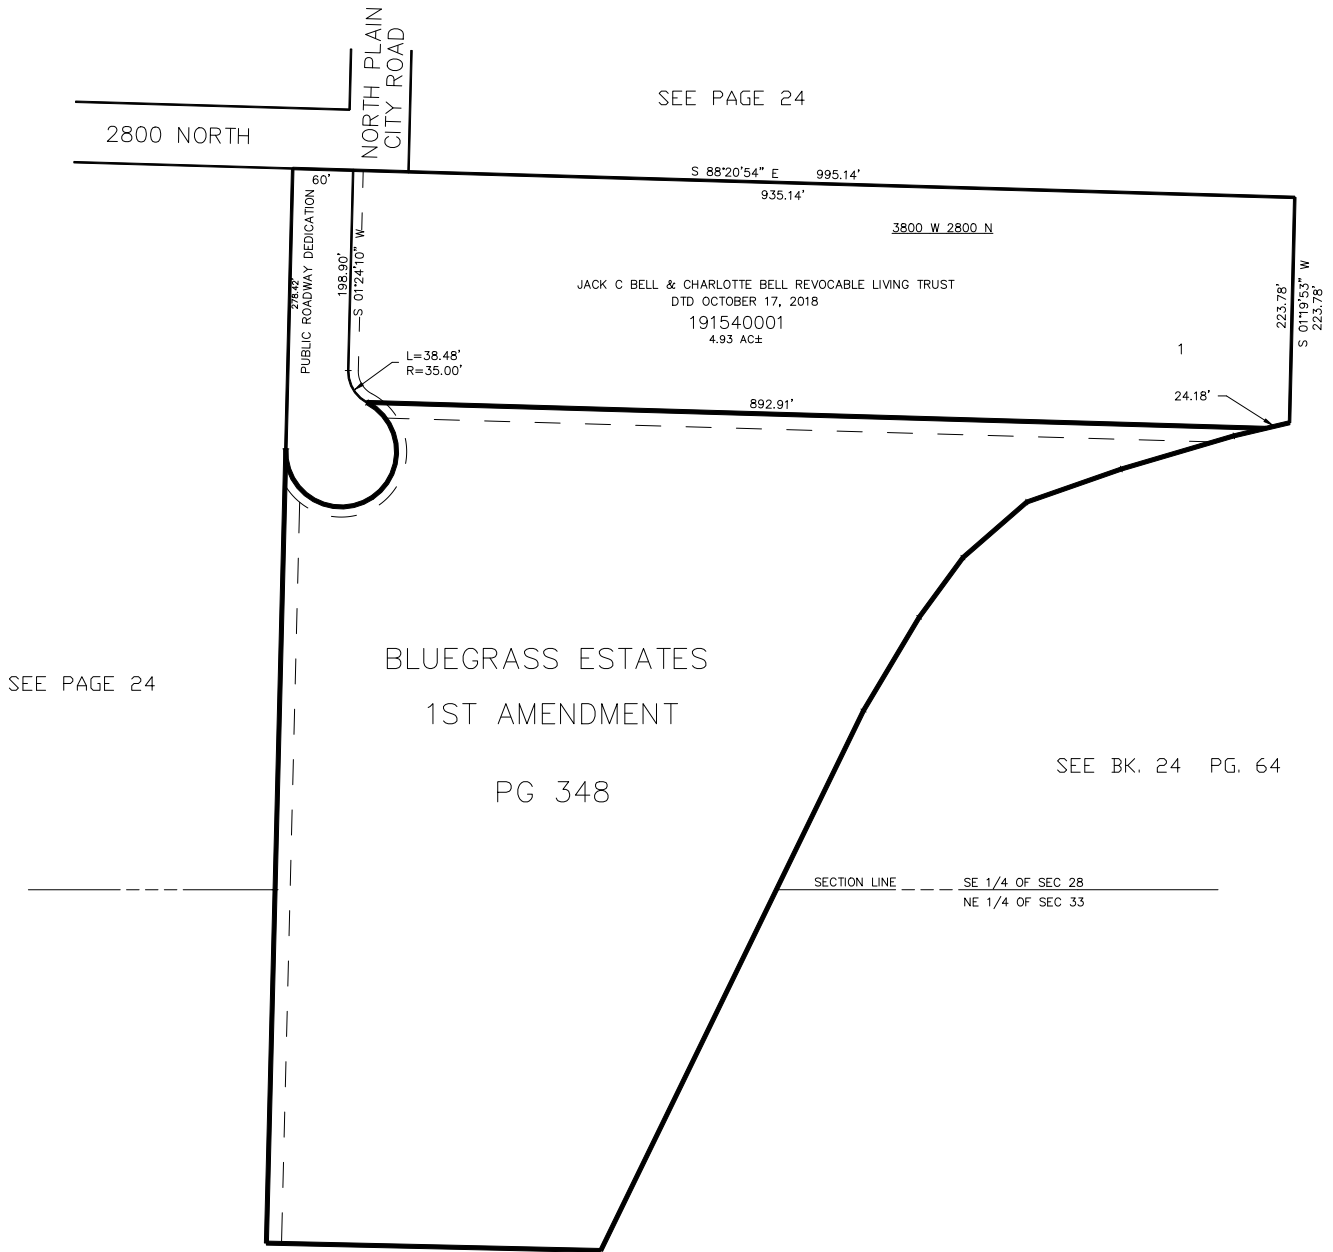 NORTH PLAIN
CITY ROAD
SEE PAGE 24
2800 NORTH
S 88°20'54" E 995.14'
60'
935.14'
3800 W 2800 N
PUBLIC ROADWAY DEDICATION
278.42'
198.90'
S 01°24'10" W
JACK C BELL & CHARLOTTE BELL REVOCABLE LIVING TRUST
DTD OCTOBER 17, 2018
191540001
4.93 AC±
223.78'
S 01°19'53" W
223.78'
1
L=38.48'
R=35.00'
892.91'
24.18'
BLUEGRASS ESTATES
1ST AMENDMENT
PG 348
SEE PAGE 24
SEE BK. 24 PG. 64
SECTION LINE
SE 1/4 OF SEC 28
NE 1/4 OF SEC 33